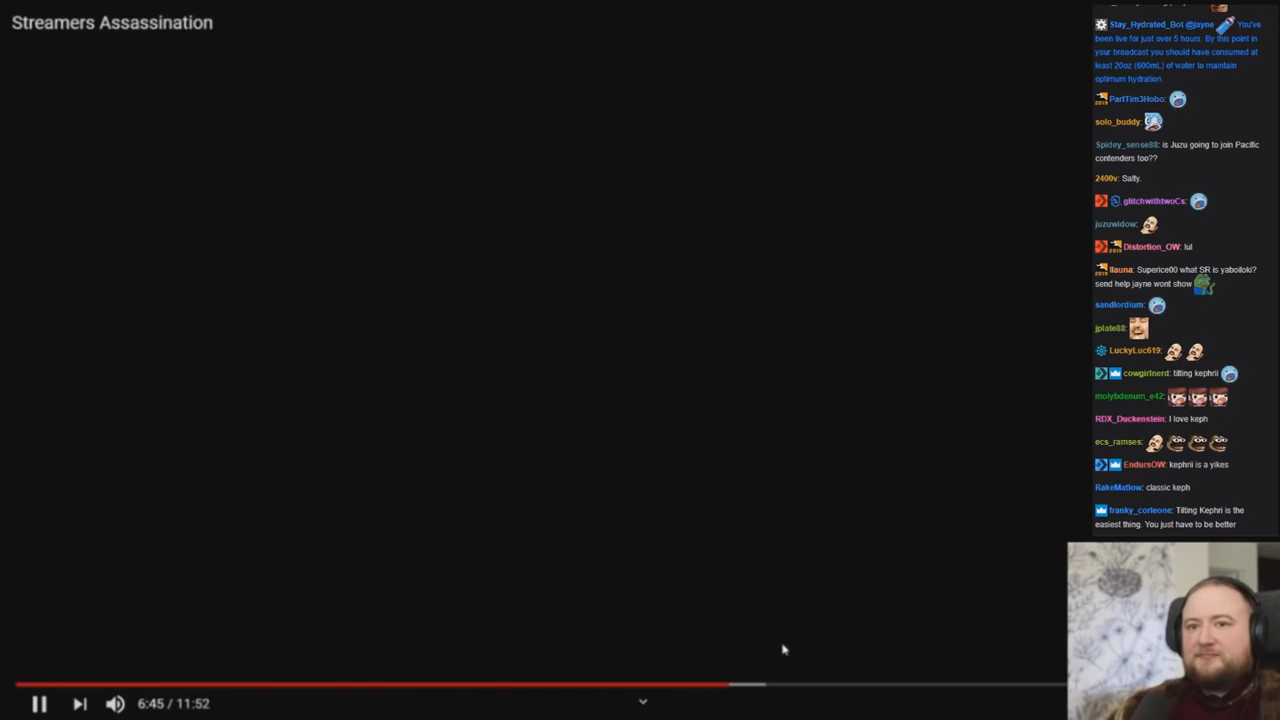 Streamers Assassination
Stay_Hydrated_Bot @jayne You've
been live for just over 5 hours. By this point in
your broadcast you should have consumed at
least 20oz (600mL) of water to maintain
optimum hydration.
PartTim3Hobo:
solo_buddy:
Spidey_sense88: is Juzu going to join Pacific
contenders too??
2400v: Salty.
glitchwithtwoCs:
juzuwidow:
Distortion_OW: lul
llauna: Superice00 what SR is yaboiloki?
send help jayne wont show
sandlordium:
jplate88:
LuckyLuc619:
cowgirlnerd: tilting kephrii
molybdenum_e42:
RDX_Duckenstein: I love keph
ecs_ramses:
EndursOW: kephrii is a yikes
RakeMatlow: classic keph
franky_corleone: Tilting Kephri is the
easiest thing. You just have to be better
6:45 / 11:52